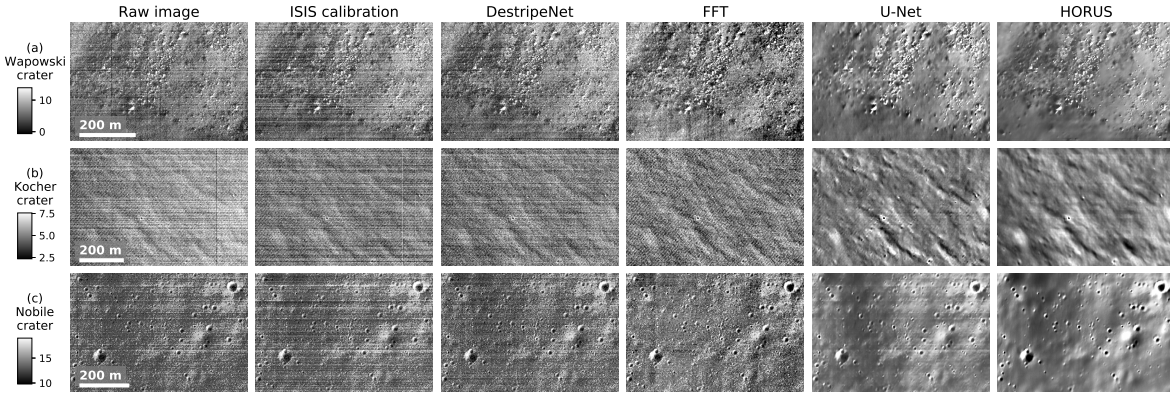 Raw image ISIS calibration DestripeNet FFT U-Net HORUS
(a)
Wapowski
crater
10
0
200 m
(b)
Kocher
crater
7.5
5.0
2.5
200 m
(c)
Nobile
crater
15
10
200 m